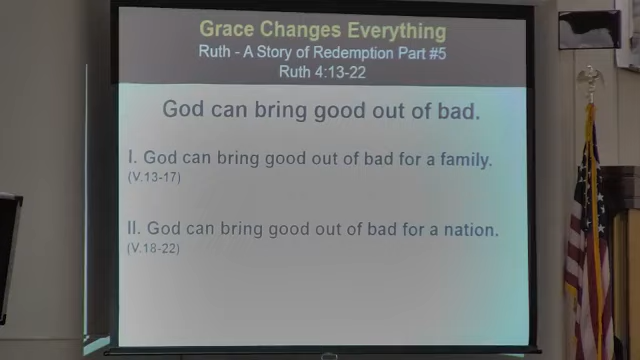 Grace Changes Everything
Ruth - A Story of Redemption Part #5
Ruth 4:13-22
God can bring good out of bad.
I. God can bring good out of bad for a family.
(V.13-17)
II. God can bring good out of bad for a nation.
(V.18-22)